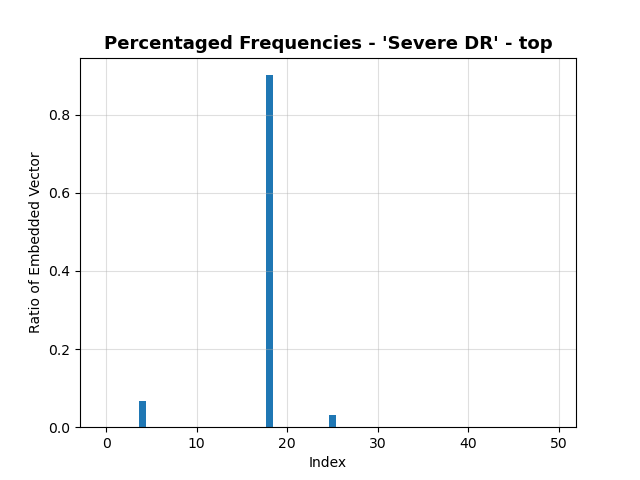 Percentaged Frequencies - 'Severe DR' - top
Ratio of Embedded Vector
0.8
0.6
0.4
0.2
0.0
0 10 20 30 40 50
Index